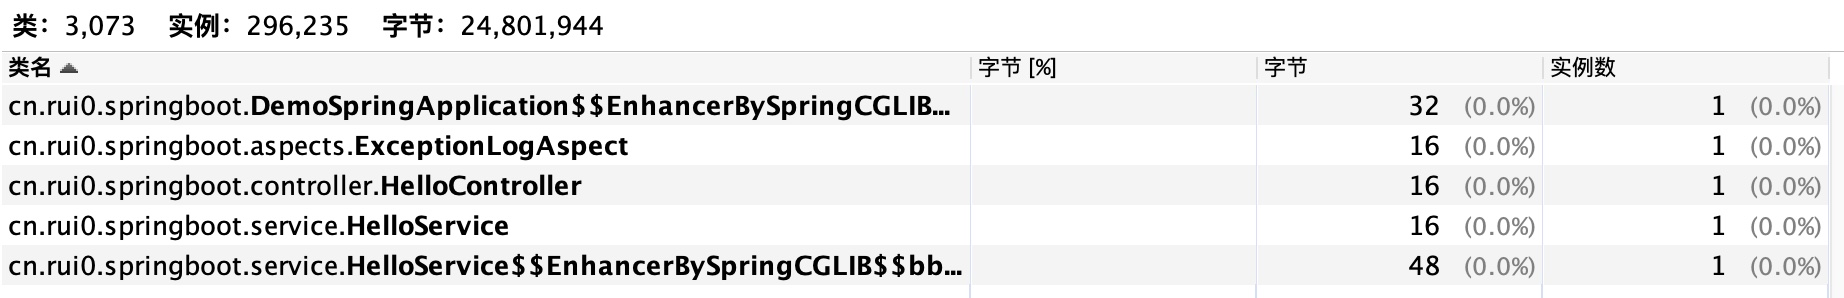 类：3,073 实例：296,235 字节：24,801,944
类名 字节 [%] 字节 实例数
cn.rui0.springboot.DemoSpringApplication$$EnhancerBySpringCGLIB... 32 (0.0%) 1 (0.0%)
cn.rui0.springboot.aspects.ExceptionLogAspect 16 (0.0%) 1 (0.0%)
cn.rui0.springboot.controller.HelloController 16 (0.0%) 1 (0.0%)
cn.rui0.springboot.service.HelloService 16 (0.0%) 1 (0.0%)
cn.rui0.springboot.service.HelloService$$EnhancerBySpringCGLIB$$bb... 48 (0.0%) 1 (0.0%)